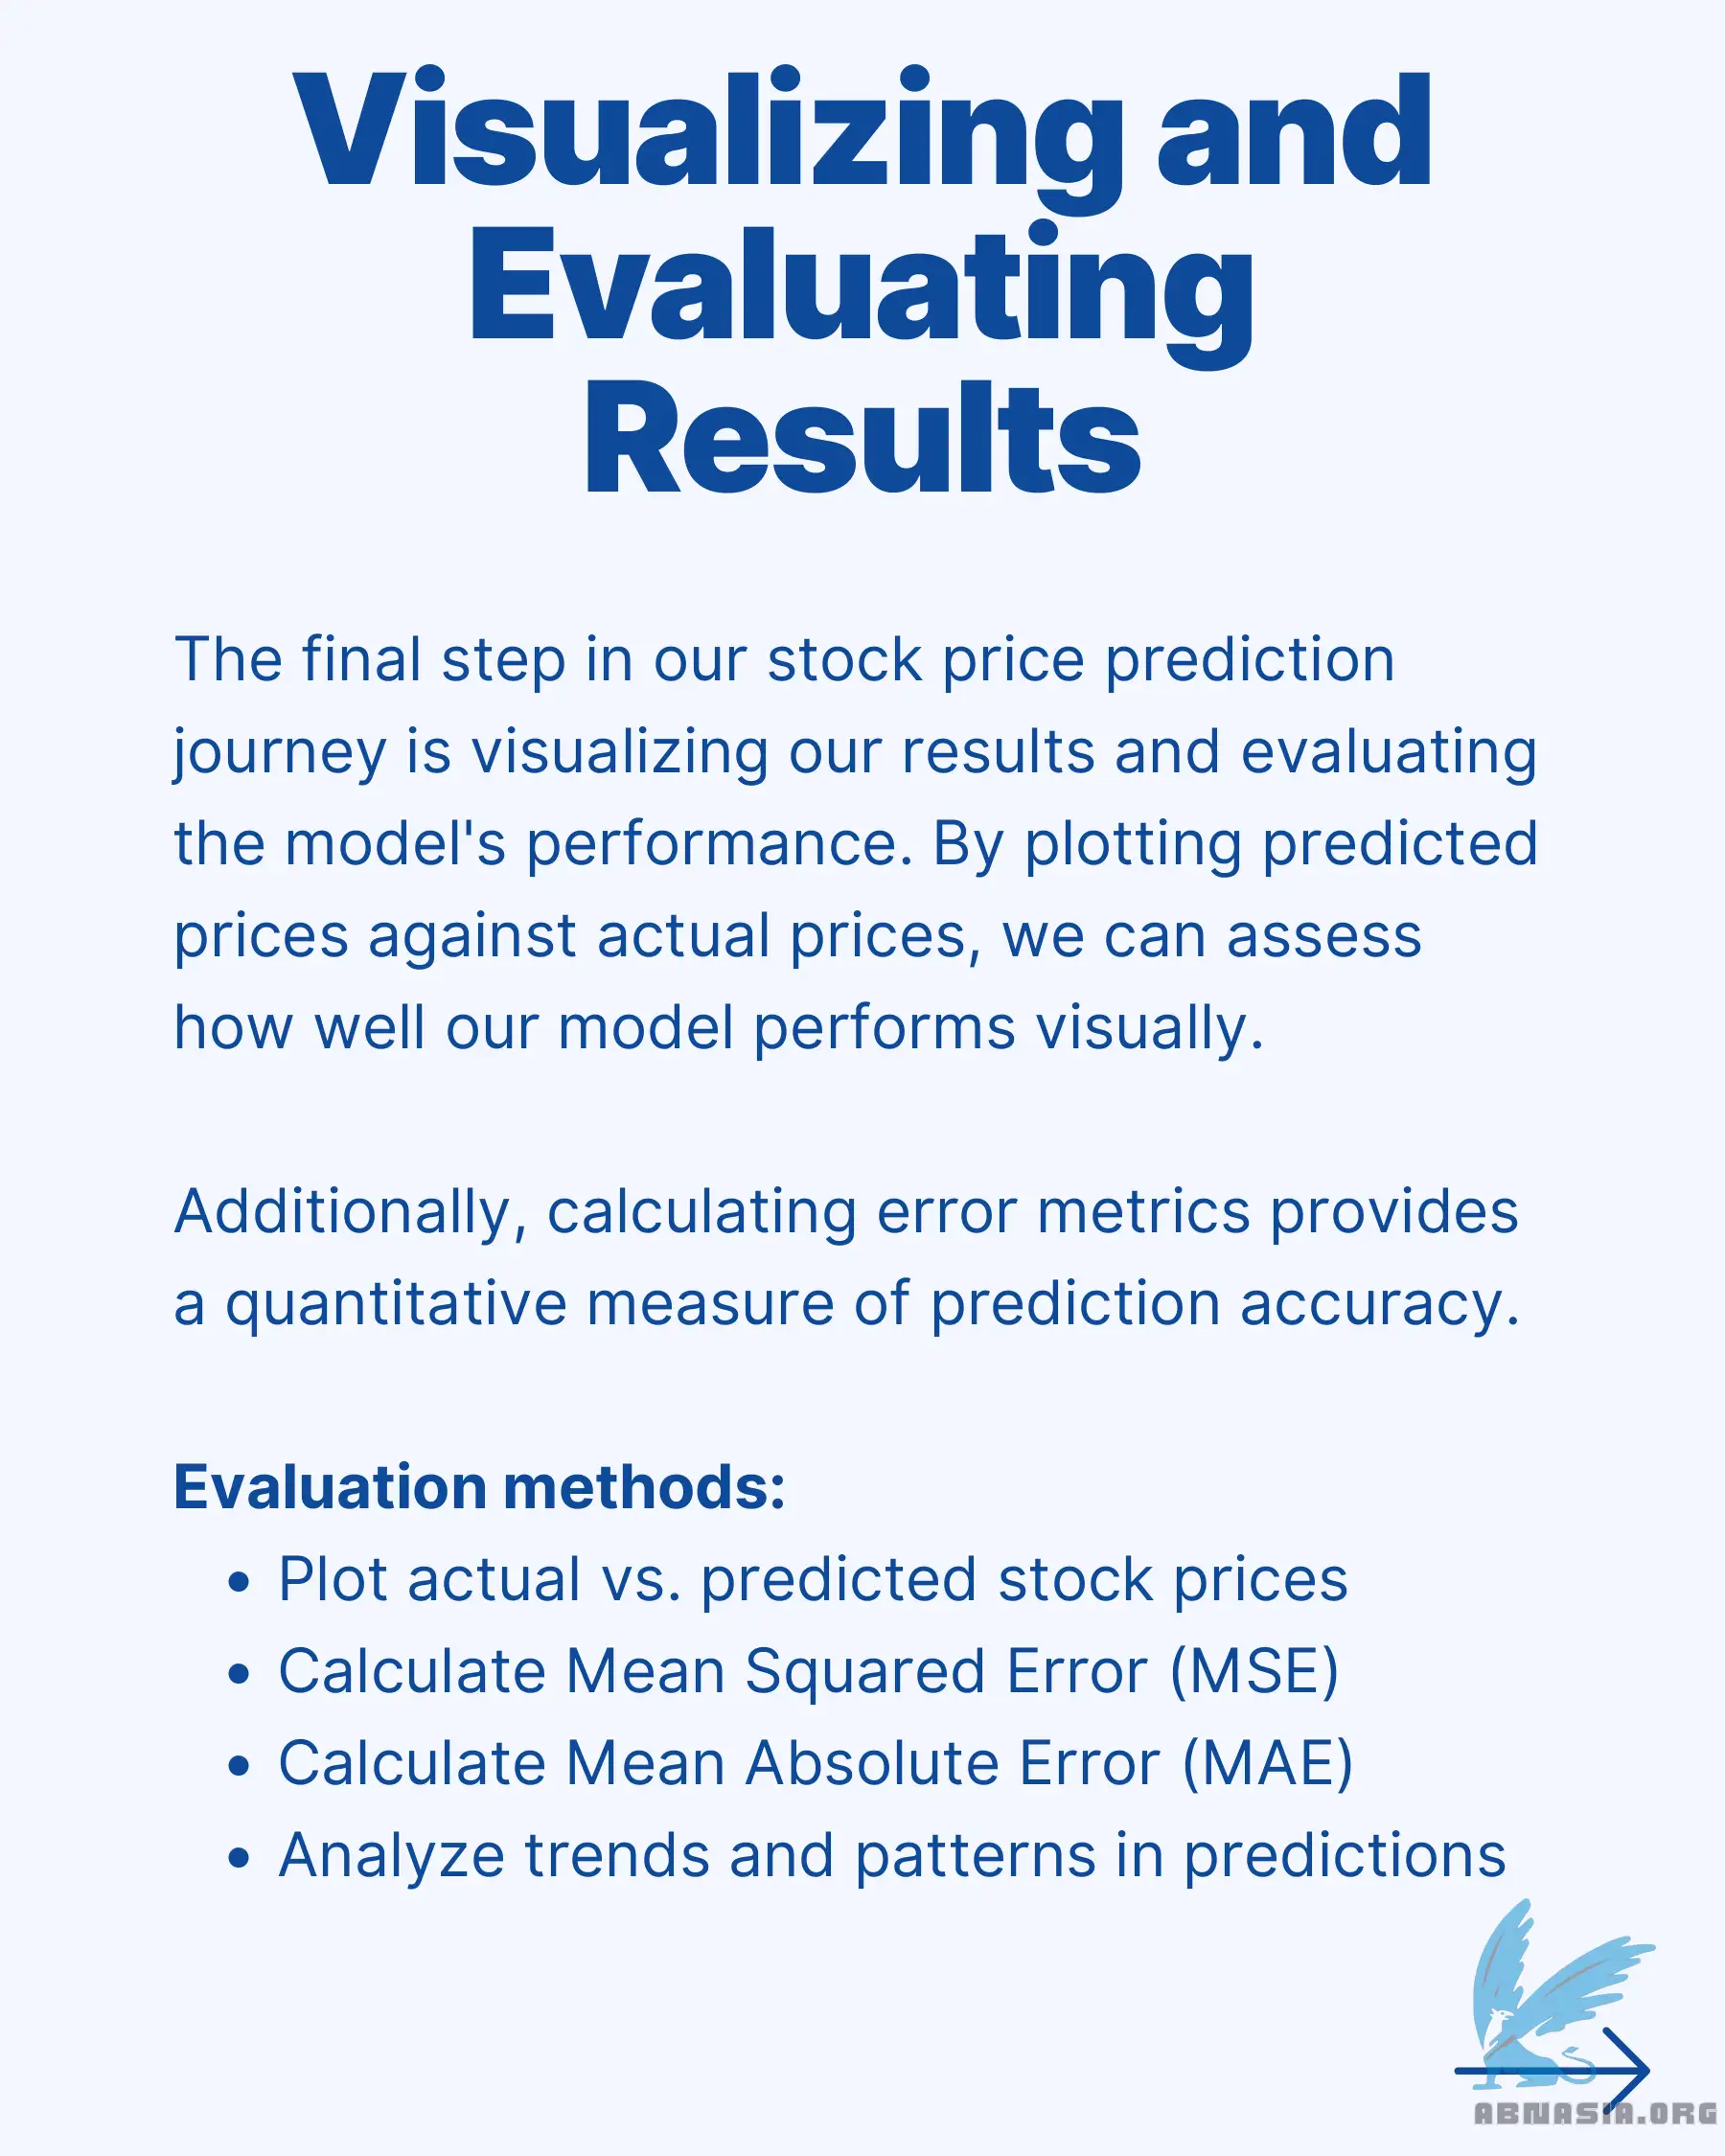 Visualizing and
Evaluating
Results
The final step in our stock price prediction
journey is visualizing our results and evaluating
the model's performance. By plotting predicted
prices against actual prices, we can assess
how well our model performs visually.
Additionally, calculating error metrics provides
a quantitative measure of prediction accuracy.
Evaluation methods:
• Plot actual vs. predicted stock prices
• Calculate Mean Squared Error (MSE)
• Calculate Mean Absolute Error (MAE)
• Analyze trends and patterns in predictions
ABNASIA.ORG